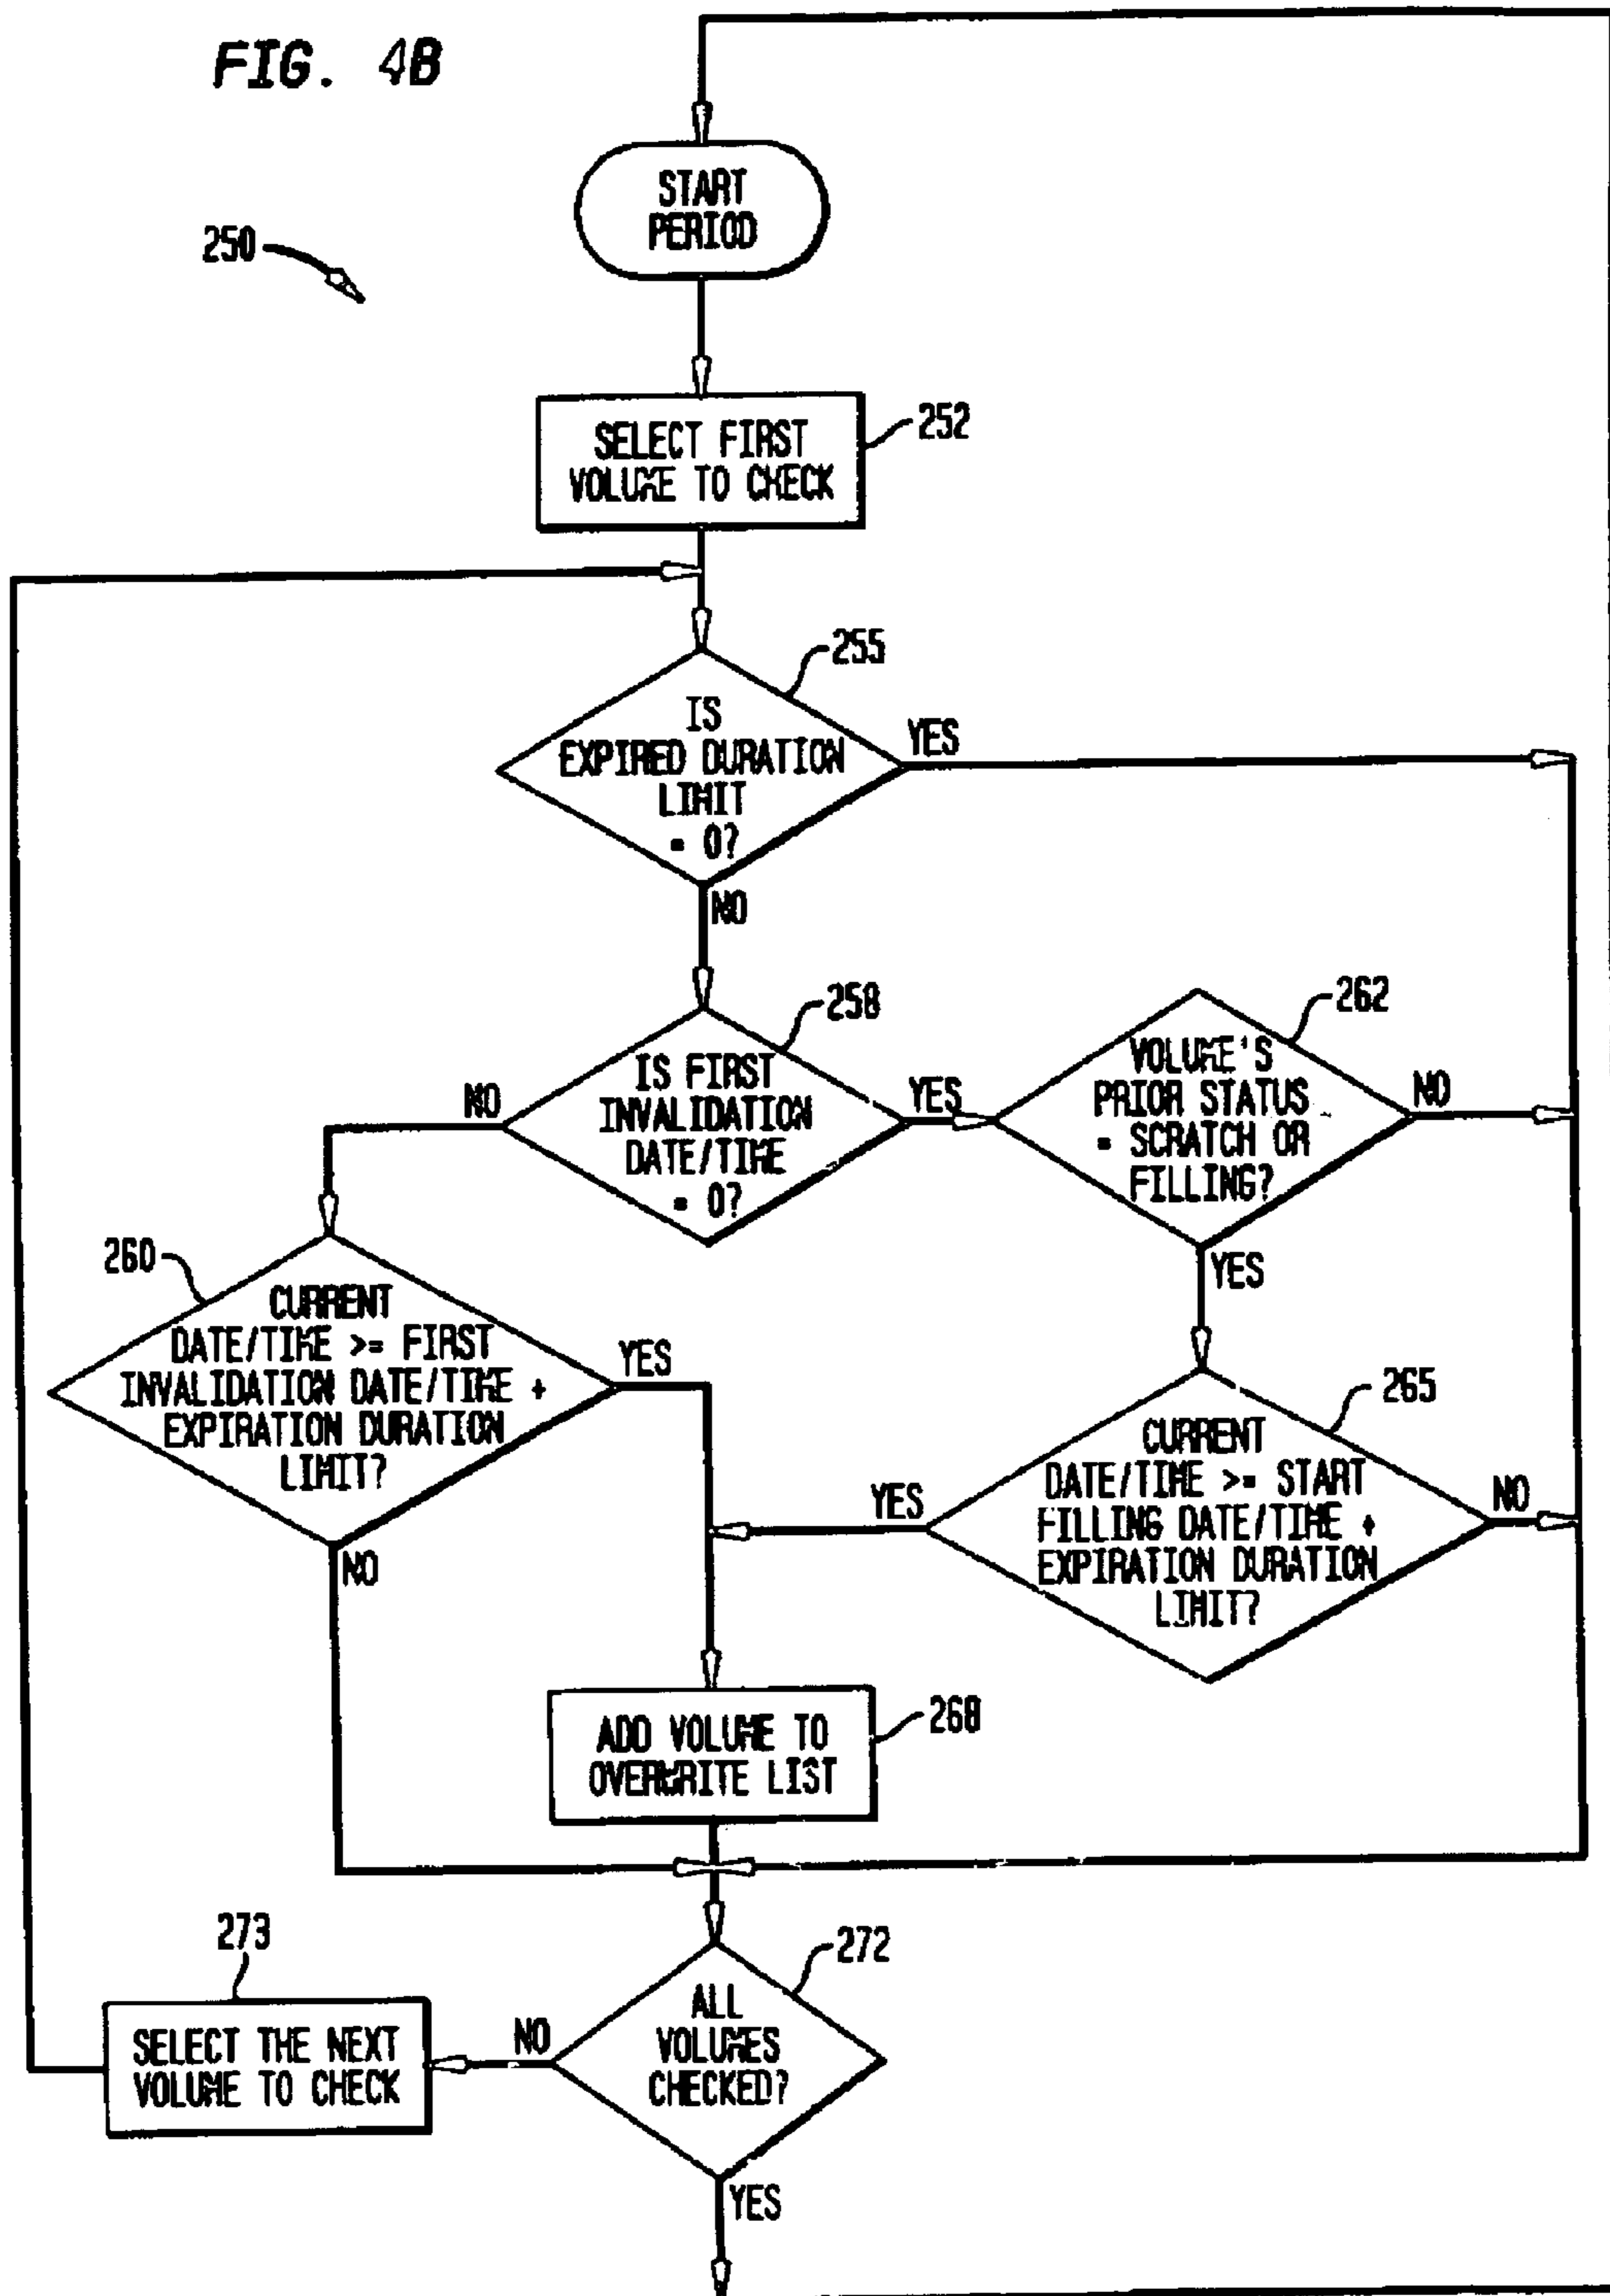 FIG. 4B
START
PERIOD
250
SELECT FIRST
VOLUME TO CHECK
252
255
IS
EXPIRED DURATION
LIMIT
= 0?
YES
NO
258
IS FIRST
INVALIDATION
DATE/TIME
= 0?
NO
YES
262
VOLUME'S
PRIOR STATUS
= SCRATCH OR
FILLING?
NO
YES
260
CURRENT
DATE/TIME >= FIRST
INVALIDATION DATE/TIME +
EXPIRATION DURATION
LIMIT?
YES
NO
265
CURRENT
DATE/TIME >= START
FILLING DATE/TIME +
EXPIRATION DURATION
LIMIT?
YES
NO
ADD VOLUME TO
OVERWRITE LIST
268
273
SELECT THE NEXT
VOLUME TO CHECK
NO
272
ALL
VOLUMES
CHECKED?
YES